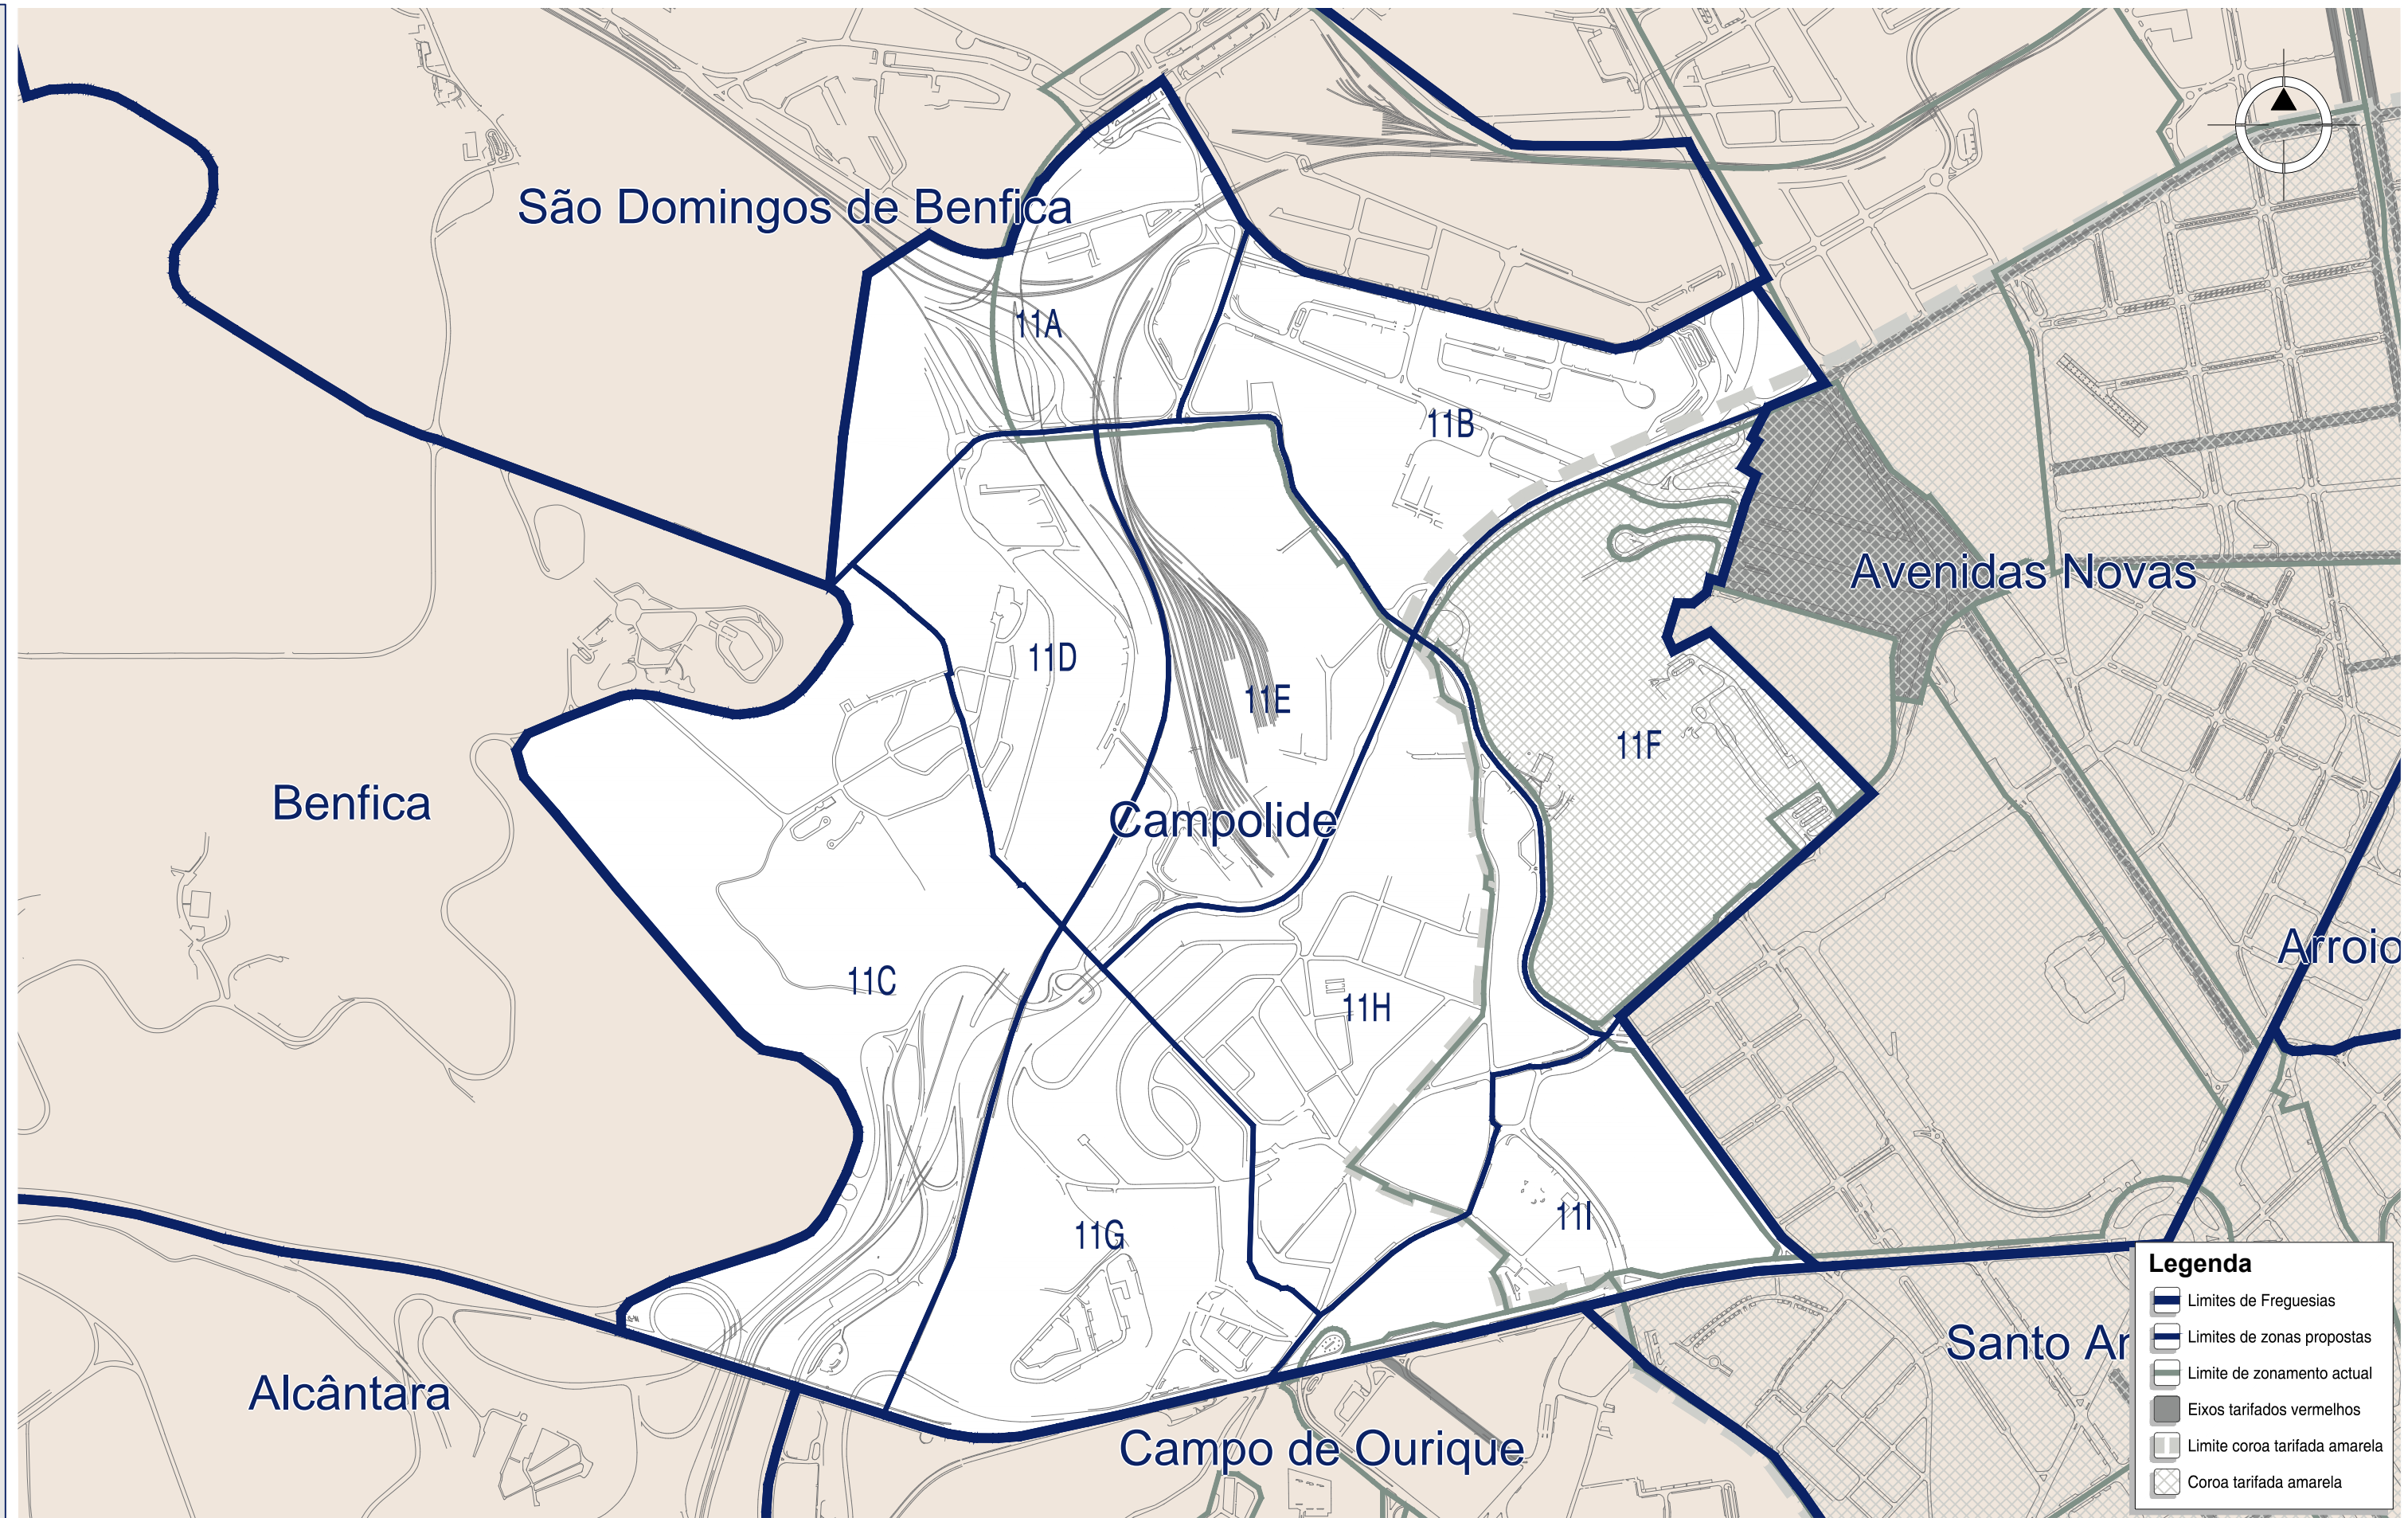 São Domingos de Benfica
11A
11B
Avenidas Novas
11D
11E
11F
Benfica
Campolide
Arroio
11C
11H
11I
11G
Alcântara
Campo de Ourique
Santo An
Legenda
Limites de Freguesias
Limites de zonas propostas
Limite de zonamento actual
Eixos tarifados vermelhos
Limite coroa tarifada amarela
Coroa tarifada amarela